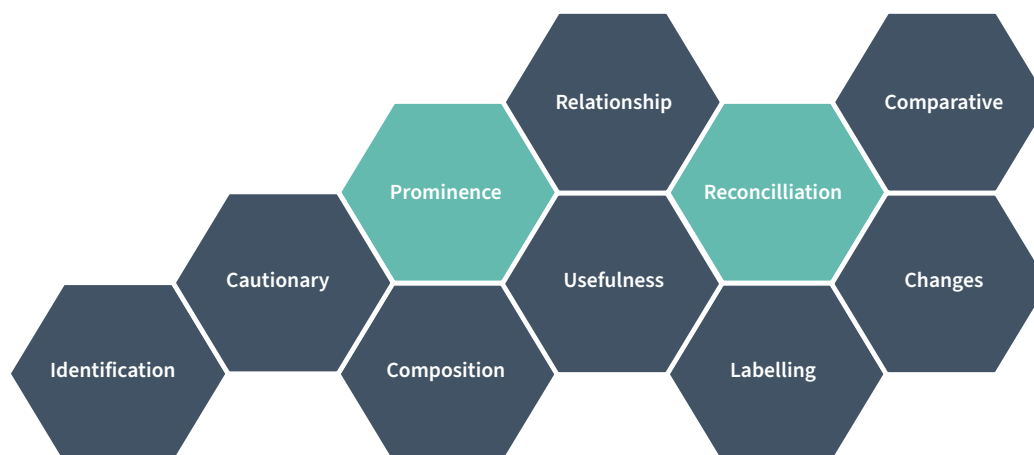 Relationship
Comparative
Prominence
Reconcilliation
Cautionary
Usefulness
Changes
Identification
Composition
Labelling